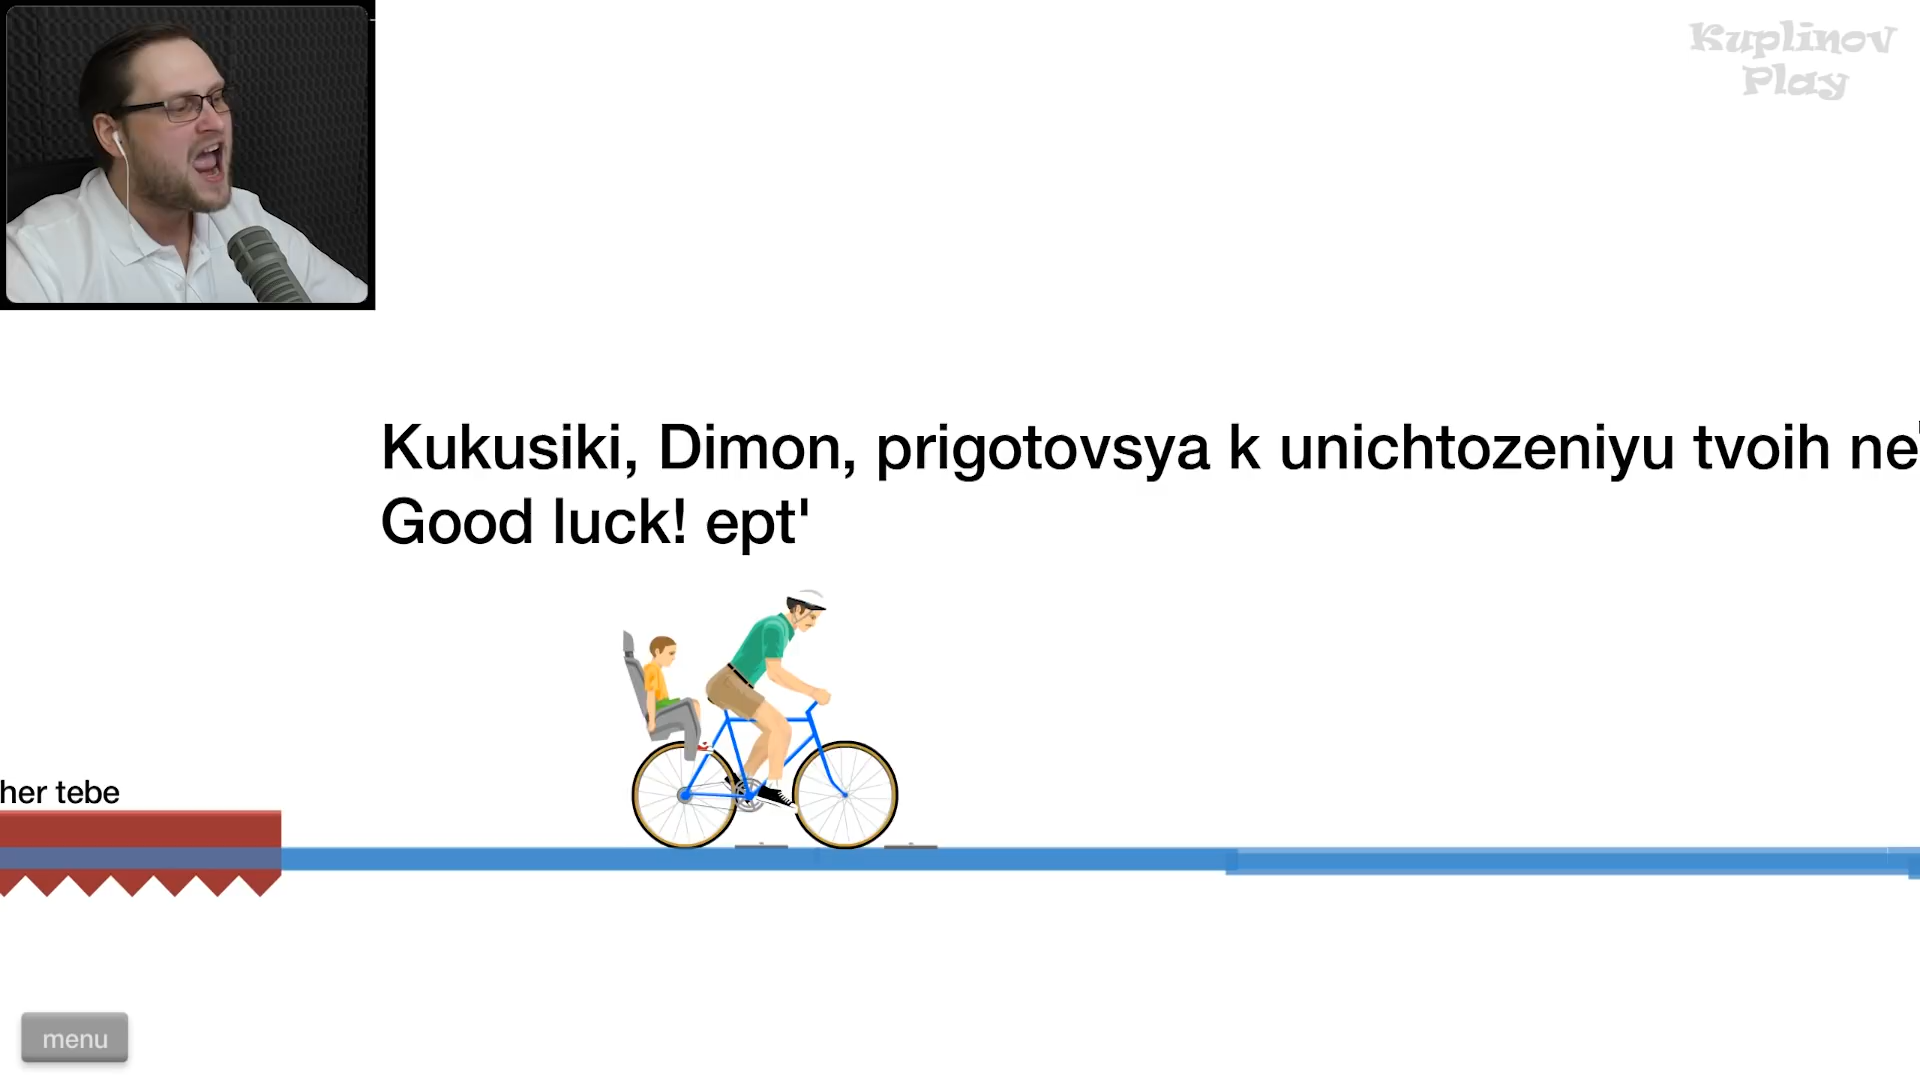 Kuplinov
Play
Kukusiki, Dimon, prigotovsya k unichtozeniyu tvoih ne
Good luck! ept'
her tebe
menu